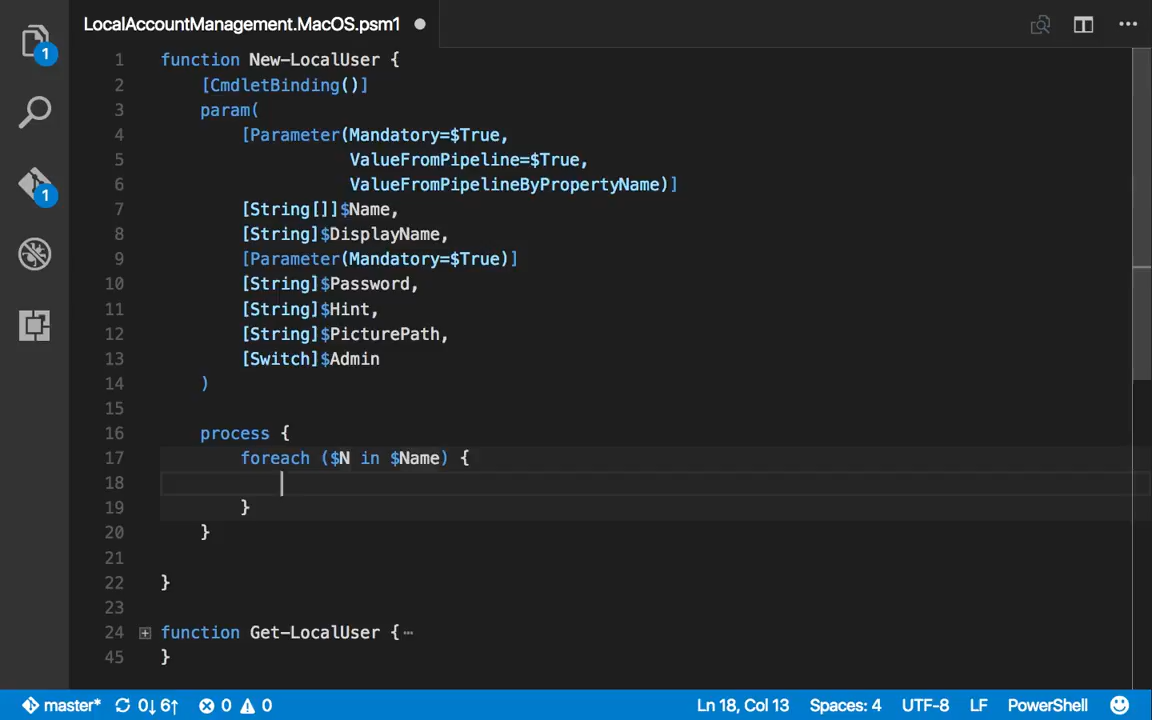 LocalAccountManagement.MacOS.psm1
1
1
1 function New-LocalUser {
2 [CmdletBinding()]
3 param(
4 [Parameter(Mandatory=$True,
5 ValueFromPipeline=$True,
6 ValueFromPipelineByPropertyName)]
7 [String[]]$Name,
8 [String]$DisplayName,
9 [Parameter(Mandatory=$True)]
10 [String]$Password,
11 [String]$Hint,
12 [String]$PicturePath,
13 [Switch]$Admin
14 )
15
16 process {
17 foreach ($N in $Name) {
18
19 }
20 }
21
22 }
23
24 function Get-LocalUser {…
45 }
master* 0↓ 6↑ 0 0 Ln 18, Col 13 Spaces: 4 UTF-8 LF PowerShell